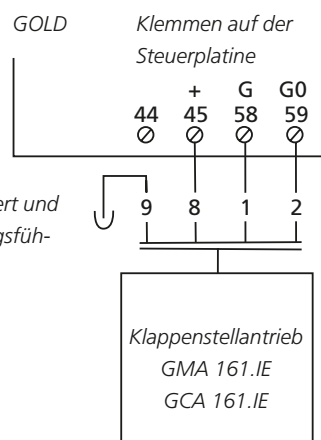 GOLD
Klemmen auf der
Steuerplatine
+ G G0
44 45 58 59
ert und
gsfüh-
9 8 1 2
Klappenstellantrieb
GMA 161.IE
GCA 161.IE